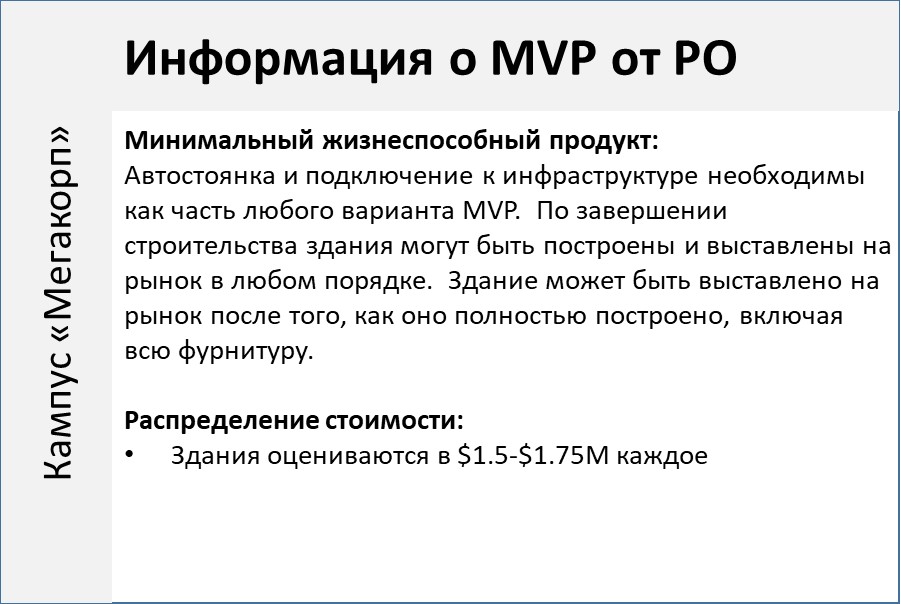 Информация о MVP от PO
Кампус «Мегакорп»
Минимальный жизнеспособный продукт:
Автостоянка и подключение к инфраструктуре необходимы
как часть любого варианта MVP.  По завершении
строительства здания могут быть построены и выставлены на
рынок в любом порядке.  Здание может быть выставлено на
рынок после того, как оно полностью построено, включая
всю фурнитуру.
Распределение стоимости:
• Здания оцениваются в $1.5-$1.75M каждое